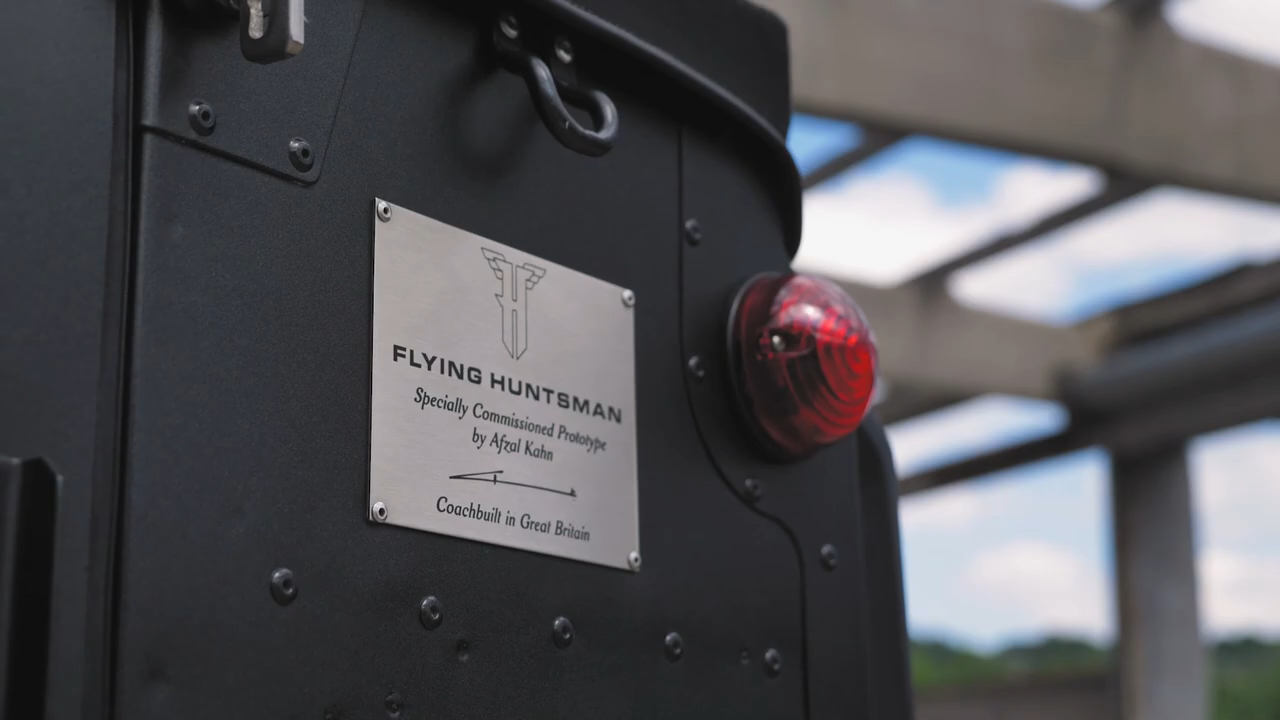 FLYING HUNTSMAN
Specially Commissioned Prototype
by Afzal Kahn
Coachbuilt in Great Britain